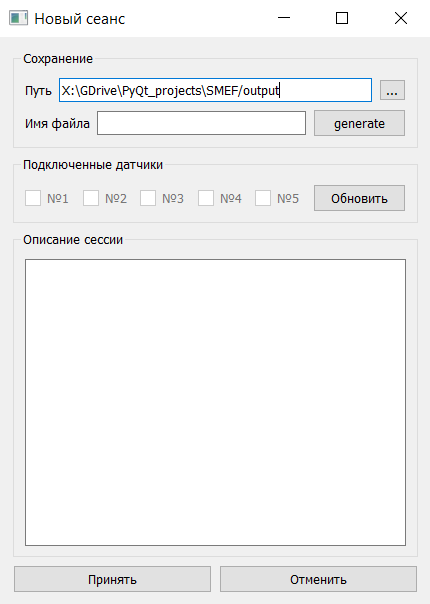 Новый сеанс
Сохранение
Путь X:\GDrive\PyQt_projects\SMEF/output ...
Имя файла generate
Подключенные датчики
№1 №2 №3 №4 №5 Обновить
Описание сессии
Принять Отменить